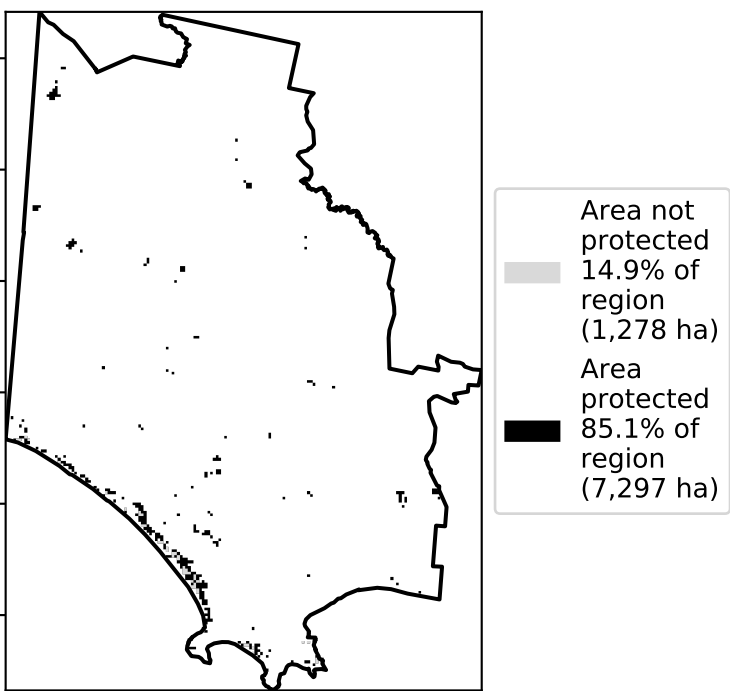 Area not
protected
14.9% of
region
(1,278 ha)
Area
protected
85.1% of
region
(7,297 ha)